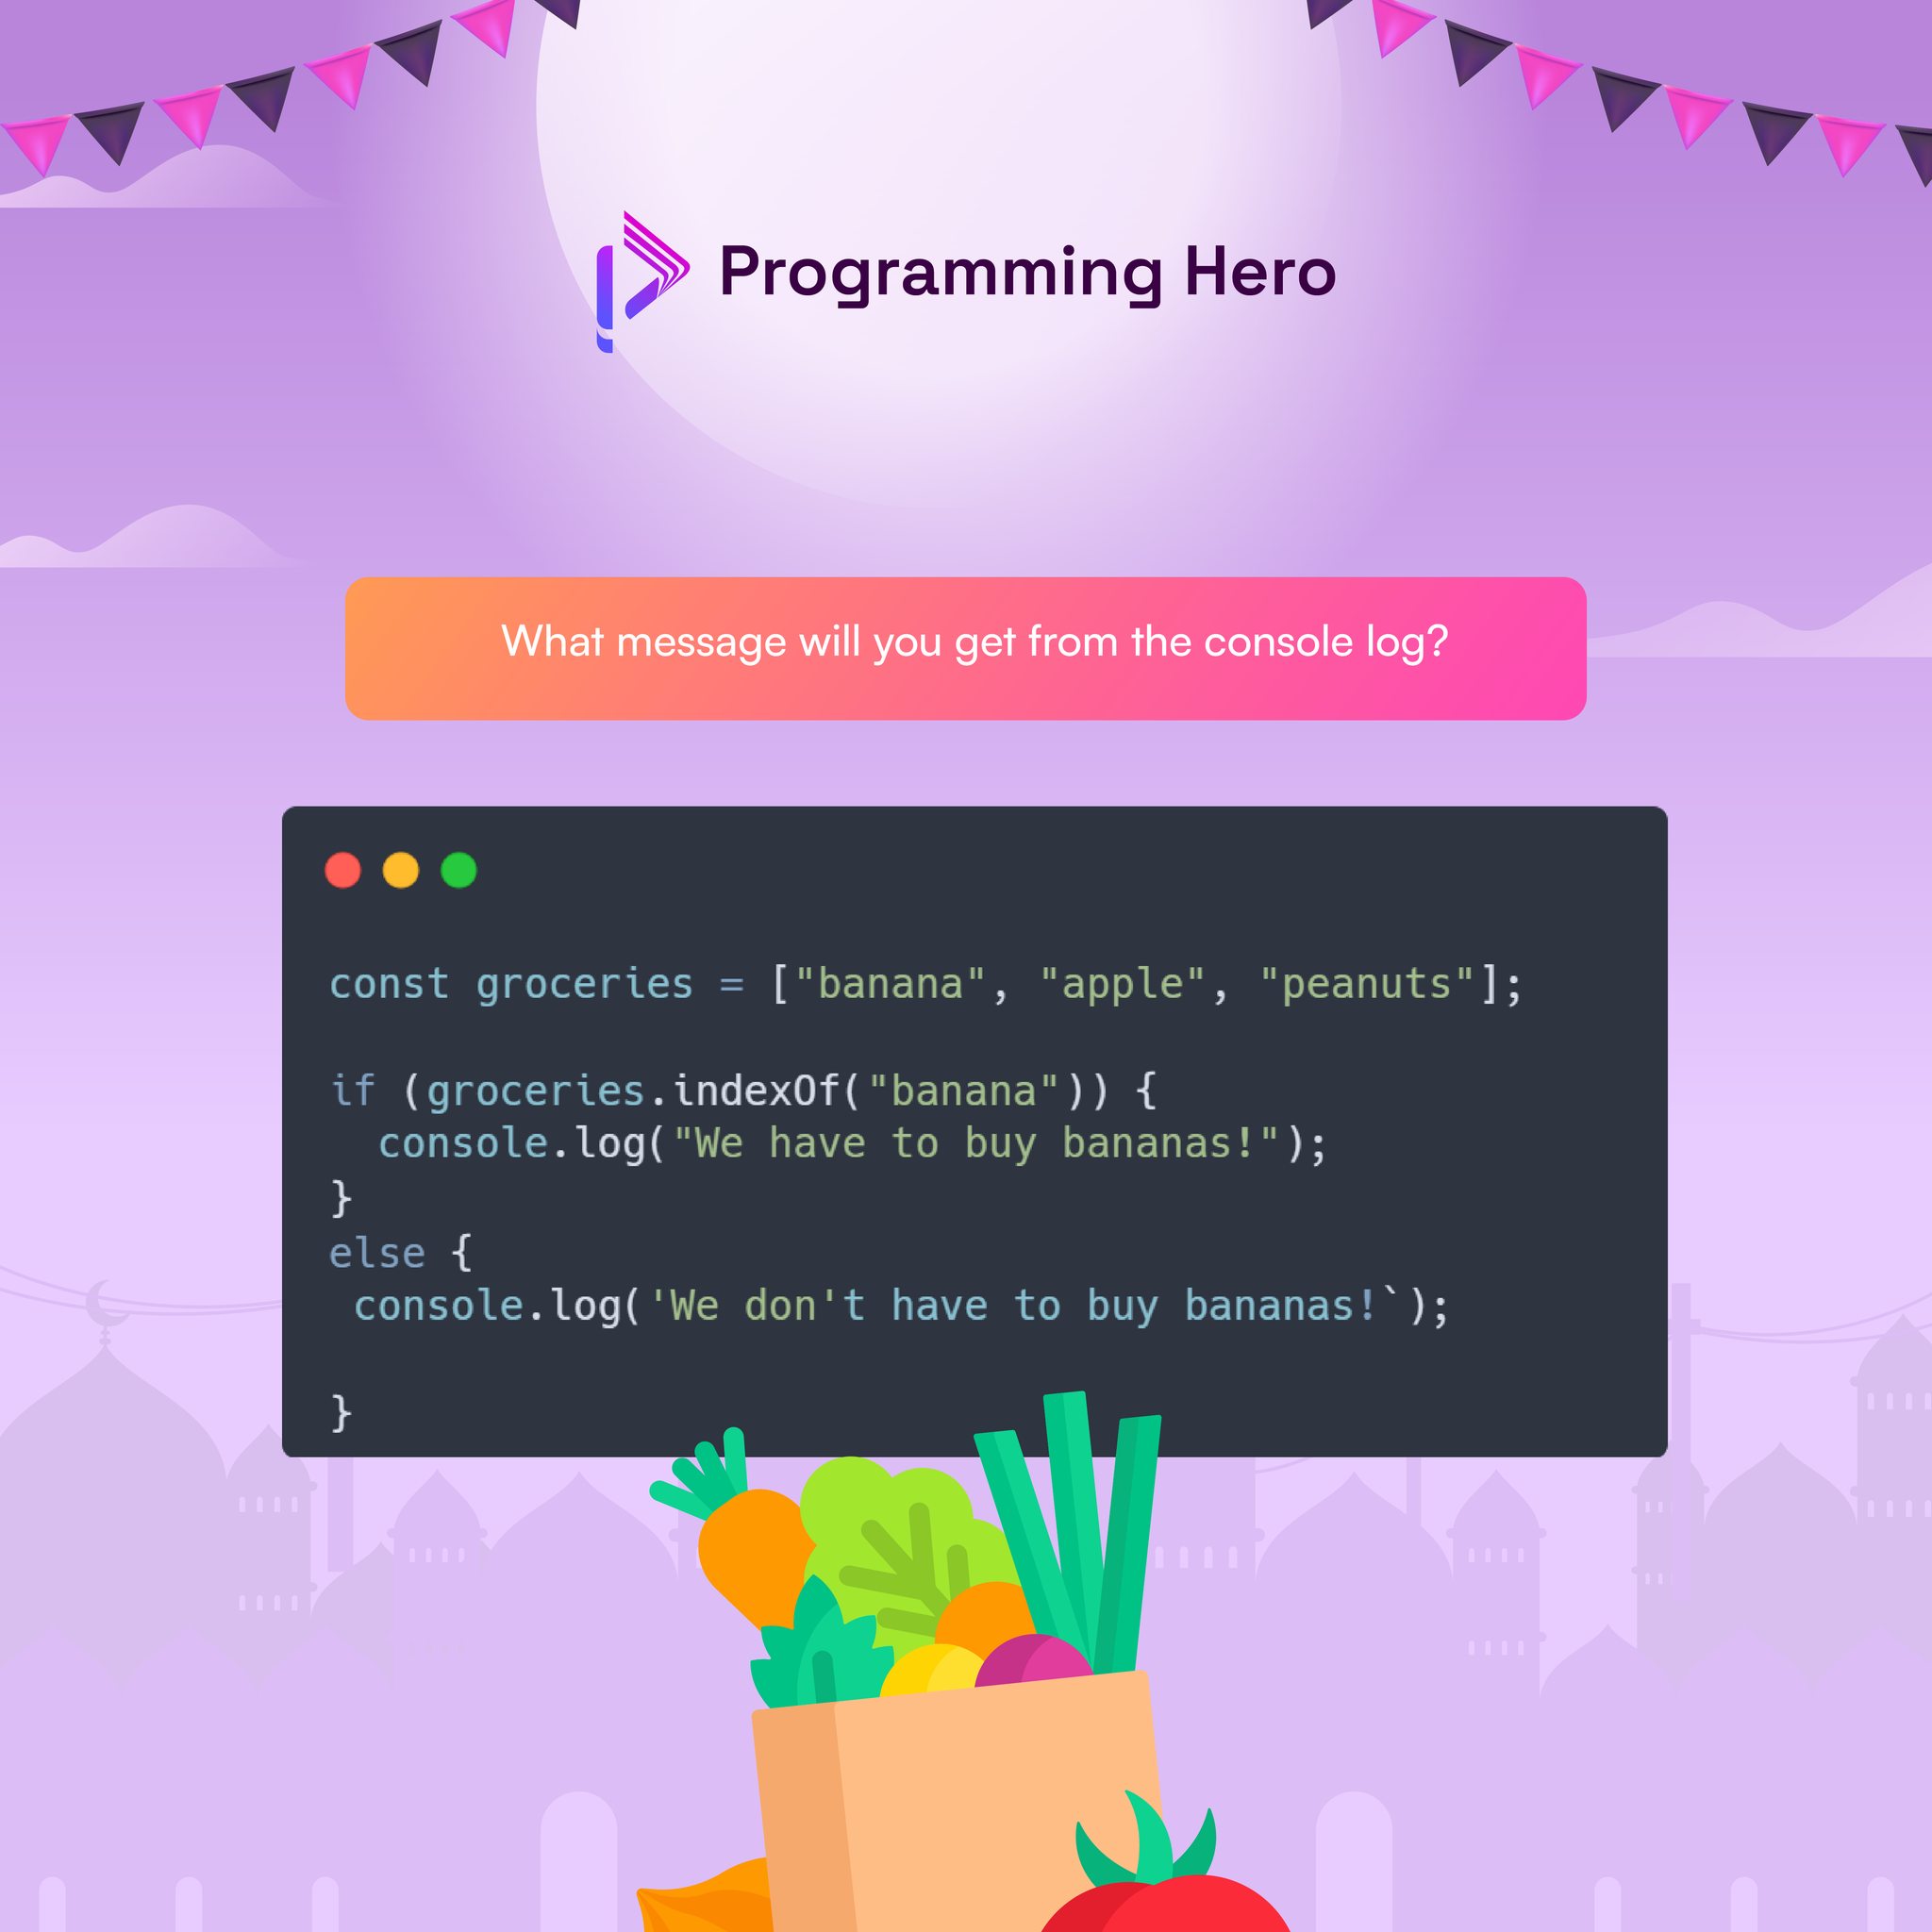 Programming Hero
What message will you get from the console log?
const groceries = ["banana", "apple", "peanuts"];
if (groceries.indexOf("banana")) {
  console.log("We have to buy bananas!");
}
else {
 console.log('We don't have to buy bananas!`);
}